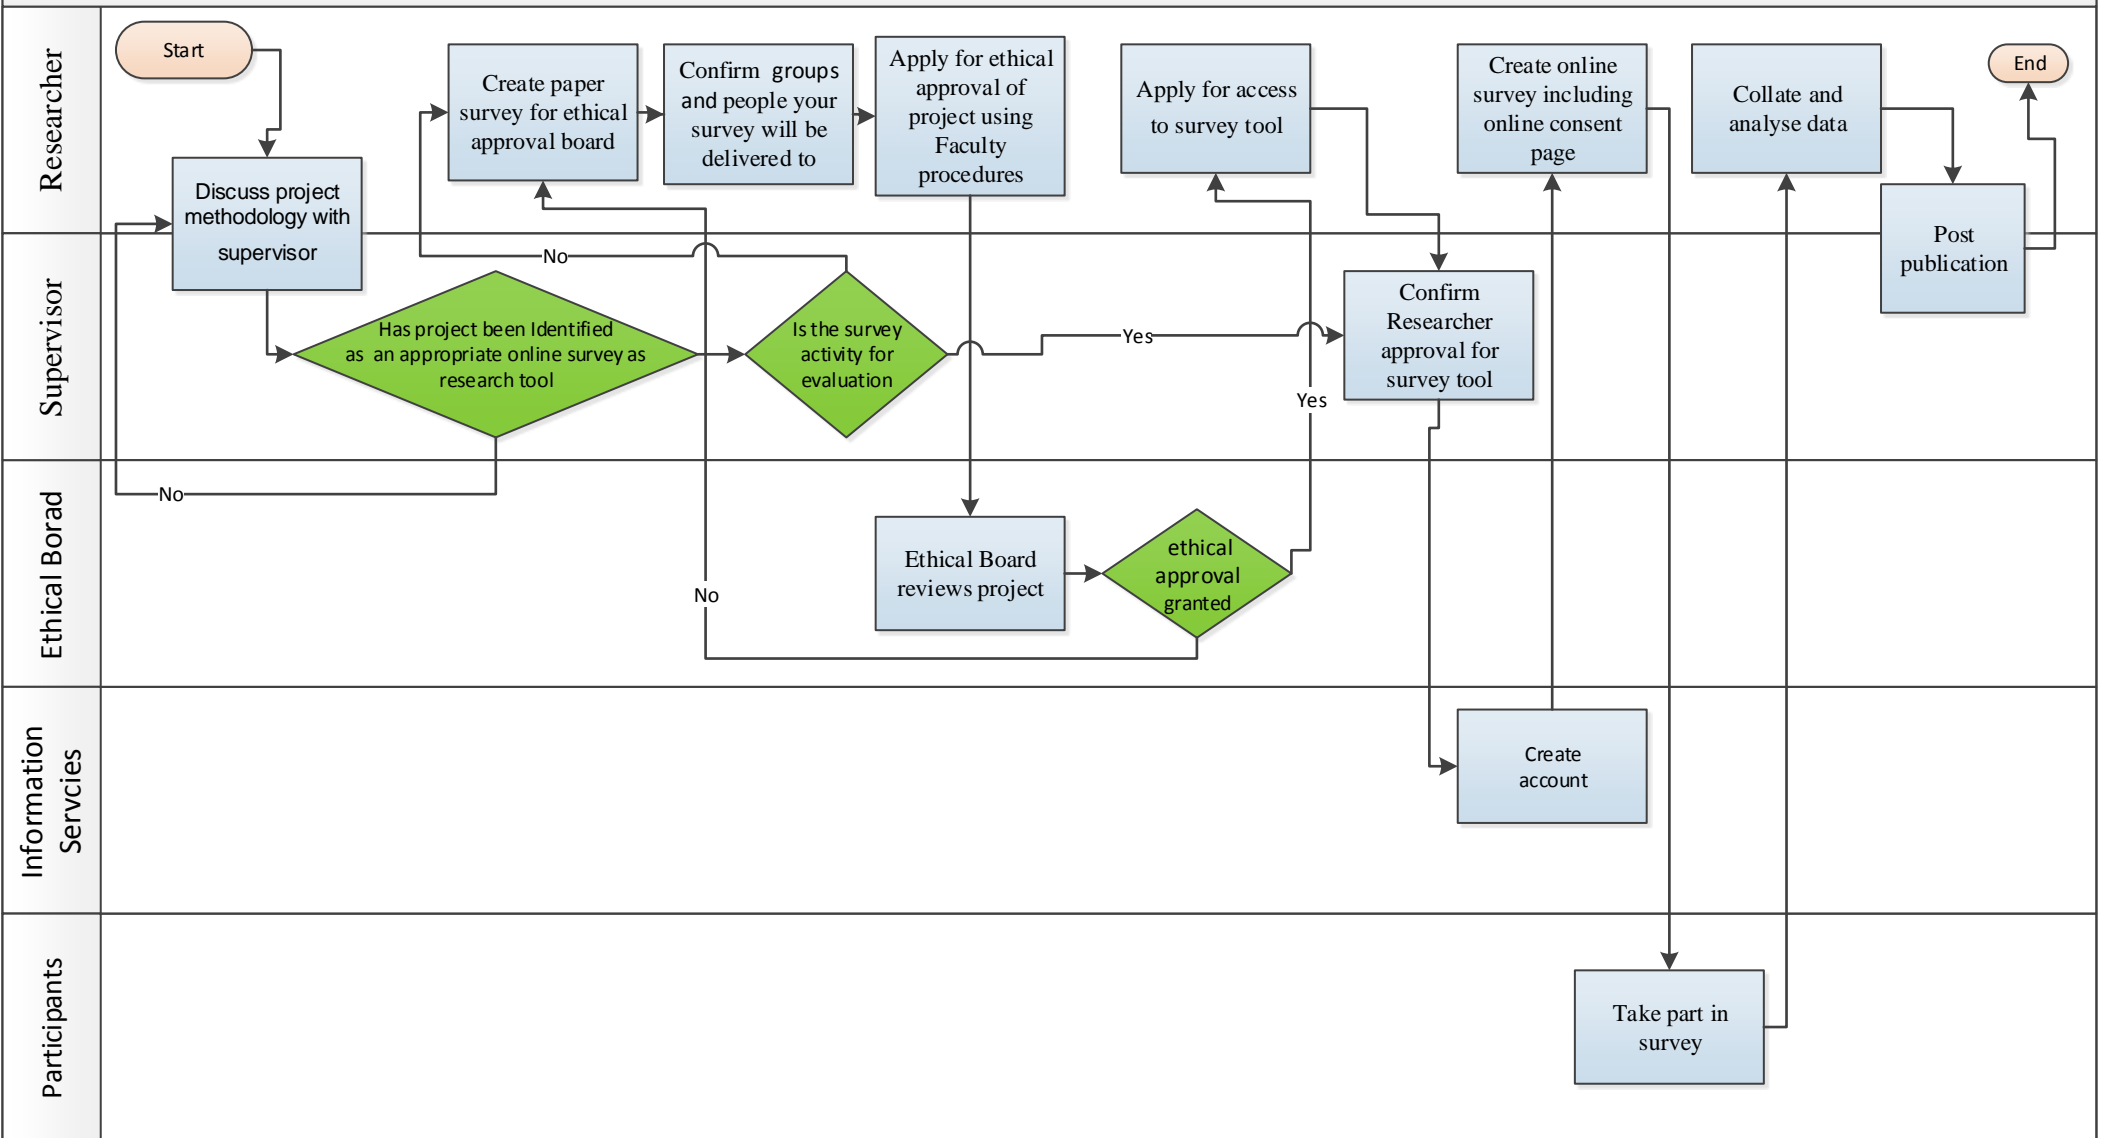 Researcher
Start
Discuss project
methodology with
supervisor
Create paper
survey for ethical
approval board
Confirm groups
and people your
survey will be
delivered to
Apply for ethical
approval of
project using
Faculty
procedures
Apply for access
to survey tool
Create online
survey including
online consent
page
Collate and
analyse data
End
Post
publication
Supervisor
Has project been Identified
as an appropriate online survey as
research tool
No
No
Is the survey
activity for
evaluation
Yes
Confirm
Researcher
approval for
survey tool
Yes
Ethical Borad
Ethical Board
reviews project
ethical
approval
granted
No
Information
Servcies
Create
account
Participants
Take part in
survey